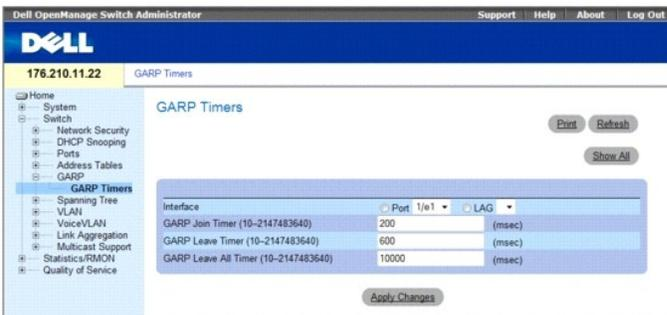 Dell OpenManage Switch Administrator Support Help About Log Out
DELL
176.210.11.22 GARP Timers
Home
System
Switch
Network Security
DHCP Snooping
Ports
Address Tables
GARP
GARP Timers
Spanning Tree
VLAN
VoiceVLAN
Link Aggregation
Multicast Support
Statistics/RMON
Quality of Service
GARP Timers
Print Refresh
Show All
Interface Port 1/e1 LAG
GARP Join Timer (10–2147483640) 200 (msec)
GARP Leave Timer (10–2147483640) 600 (msec)
GARP Leave All Timer (10–2147483640) 10000 (msec)
Apply Changes